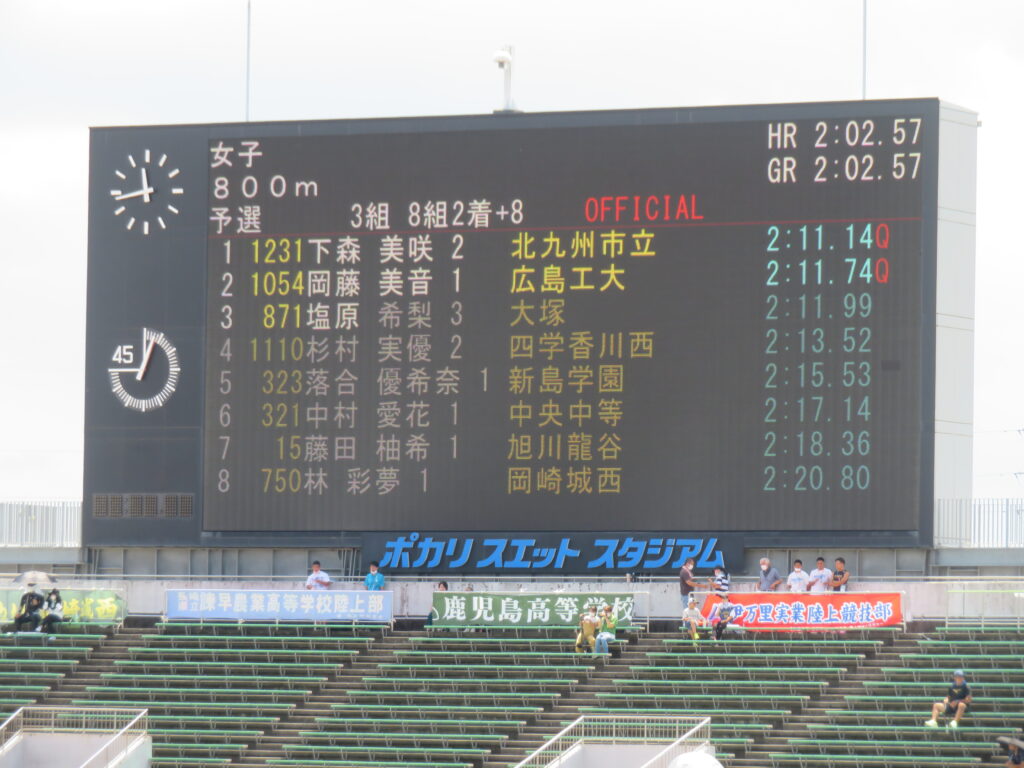 女子 HR 2:02.57
800m GR 2:02.57
予選 3組 8組2着+8 OFFICIAL
1 1231 下森 美咲 2 北九州市立 2:11.14 Q
2 1054 岡藤 美音 1 広島工大 2:11.74 Q
3 871 塩原 希梨 3 大塚 2:11.99
4 1110 杉村 実優 2 四学香川西 2:13.52
5 323 落合 優希奈 1 新島学園 2:15.53
6 321 中村 愛花 1 中央中等 2:17.14
7 15 藤田 柚希 1 旭川龍谷 2:18.36
8 750 林 彩夢 1 岡崎城西 2:20.80
45
ポカリスエット スタジアム
諫早農業高等学校陸上部
鹿児島高等学校
伊万里実業陸上競技部